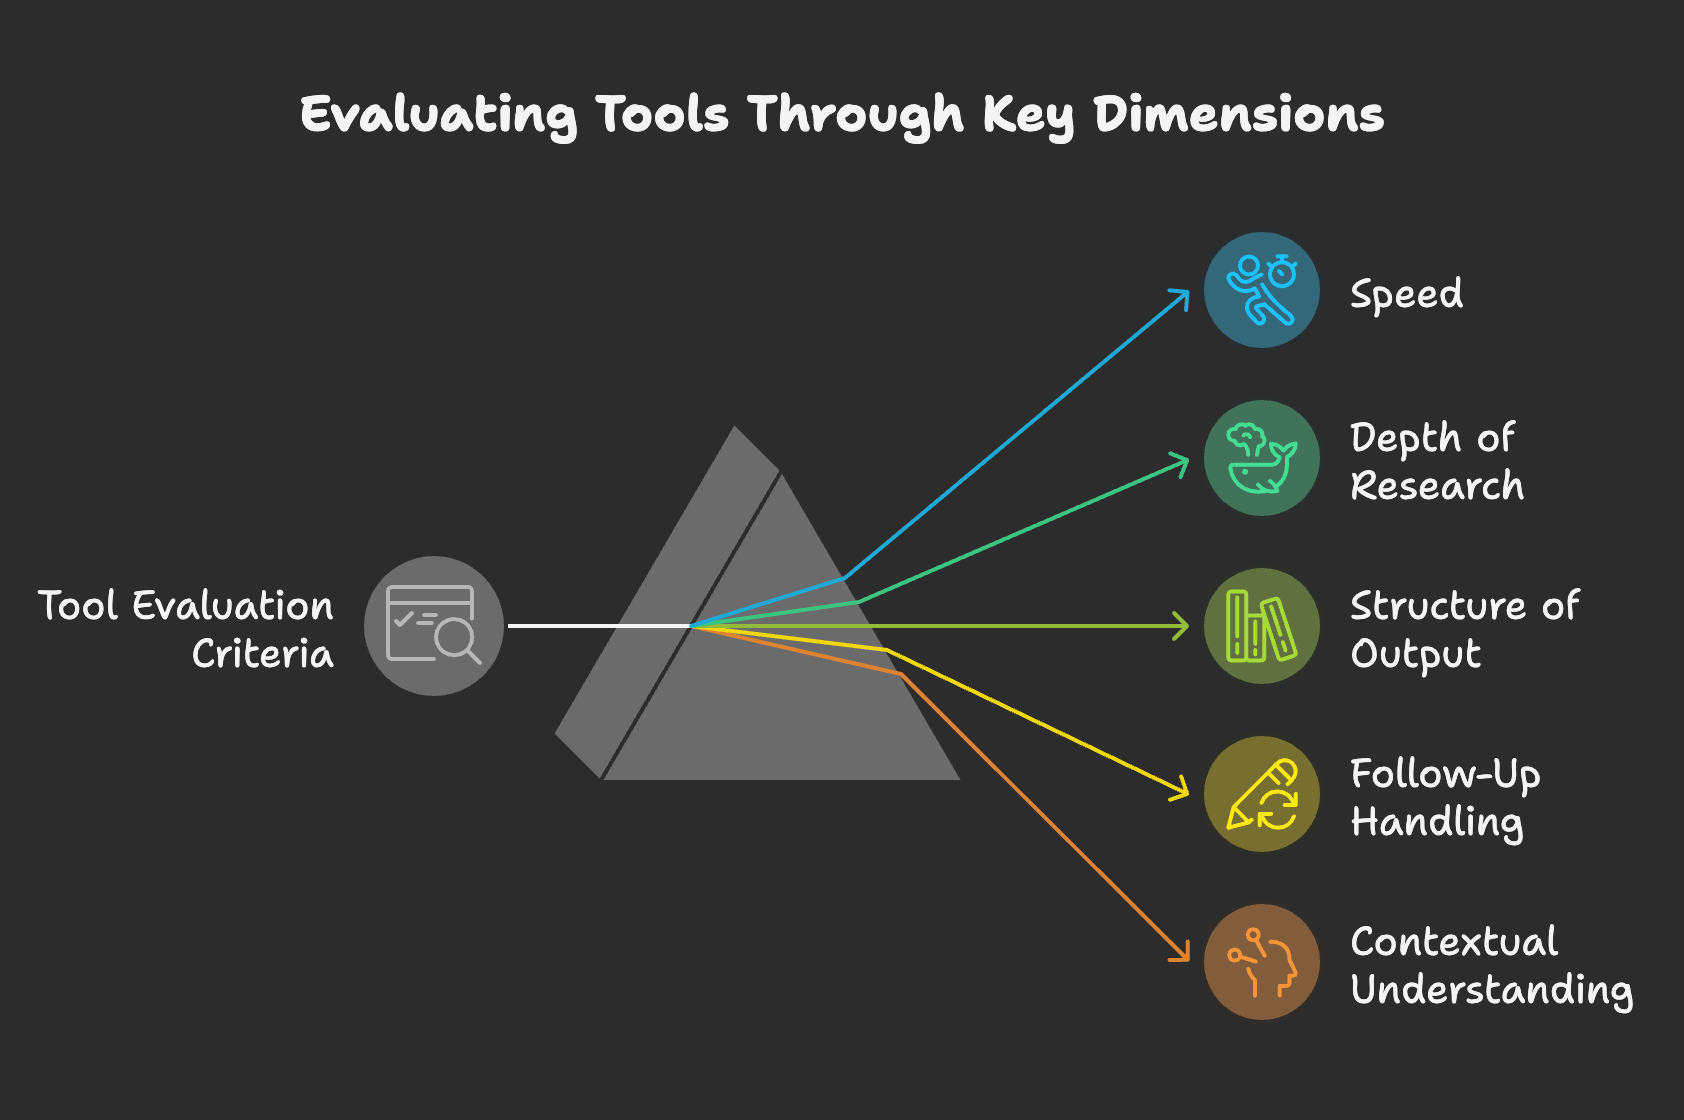 Evaluating Tools Through Key Dimensions
Tool Evaluation
Criteria
Speed
Depth of
Research
Structure of
Output
Follow-Up
Handling
Contextual
Understanding